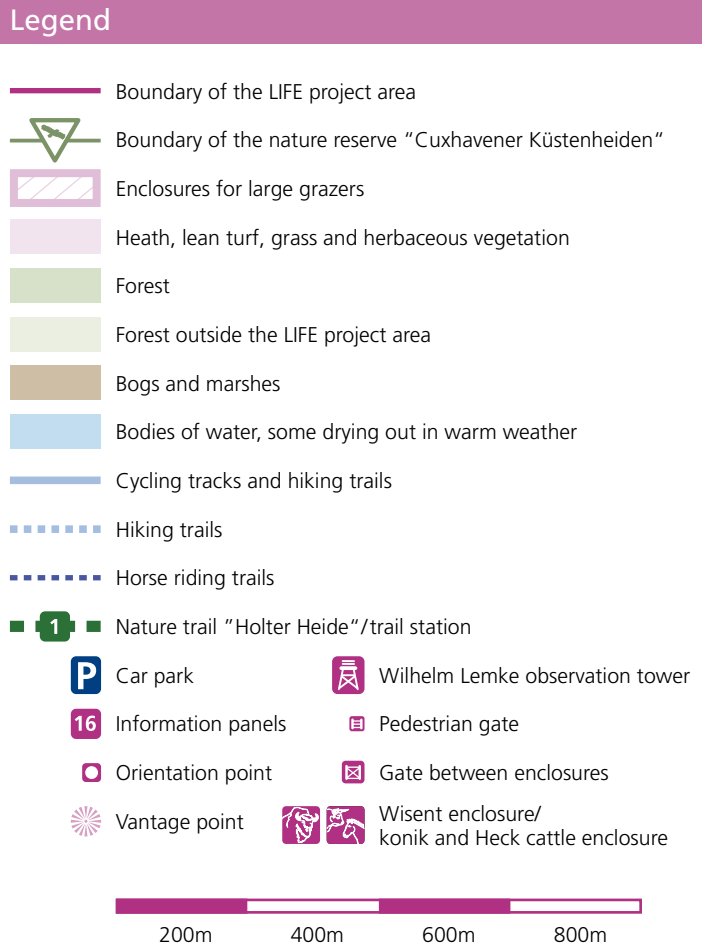 Legend
Boundary of the LIFE project area
Boundary of the nature reserve “Cuxhavener Küstenheiden“
Enclosures for large grazers
Heath, lean turf, grass and herbaceous vegetation
Forest
Forest outside the LIFE project area
Bogs and marshes
Bodies of water, some drying out in warm weather
Cycling tracks and hiking trails
Hiking trails
Horse riding trails
1 Nature trail ”Holter Heide“/trail station
P Car park
Wilhelm Lemke observation tower
16 Information panels
Pedestrian gate
Orientation point
Gate between enclosures
Vantage point
Wisent enclosure/
konik and Heck cattle enclosure
200m 400m 600m 800m